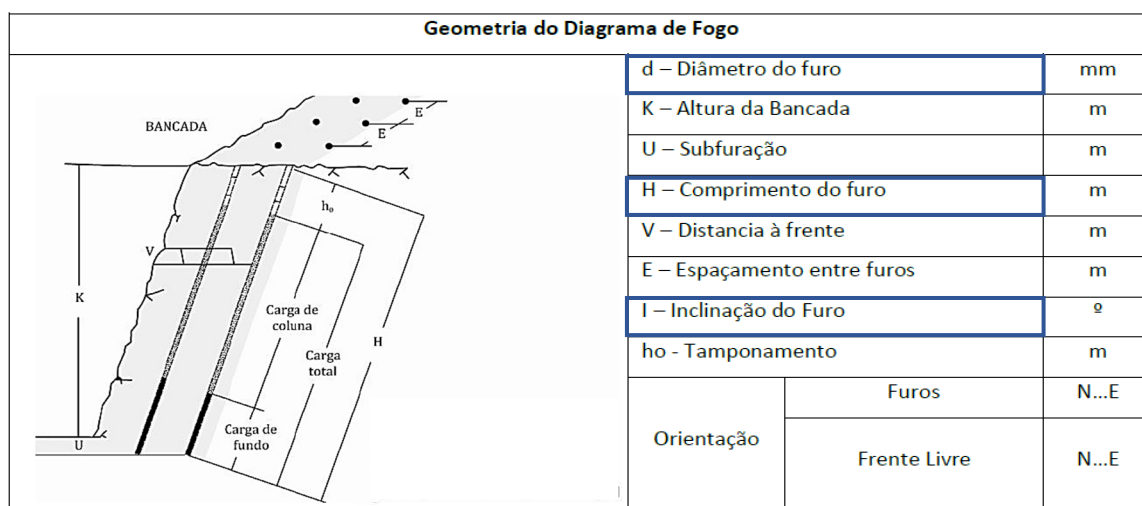 Geometria do Diagrama de Fogo
BANCADA
E
E
hₒ
V
K
Carga de
coluna
Carga
total
H
Carga de
fundo
U
d – Diâmetro do furo mm
K – Altura da Bancada m
U – Subfuração m
H – Comprimento do furo m
V – Distancia à frente m
E – Espaçamento entre furos m
I – Inclinação do Furo º
ho - Tamponamento m
Orientação
Furos N...E
Frente Livre N...E